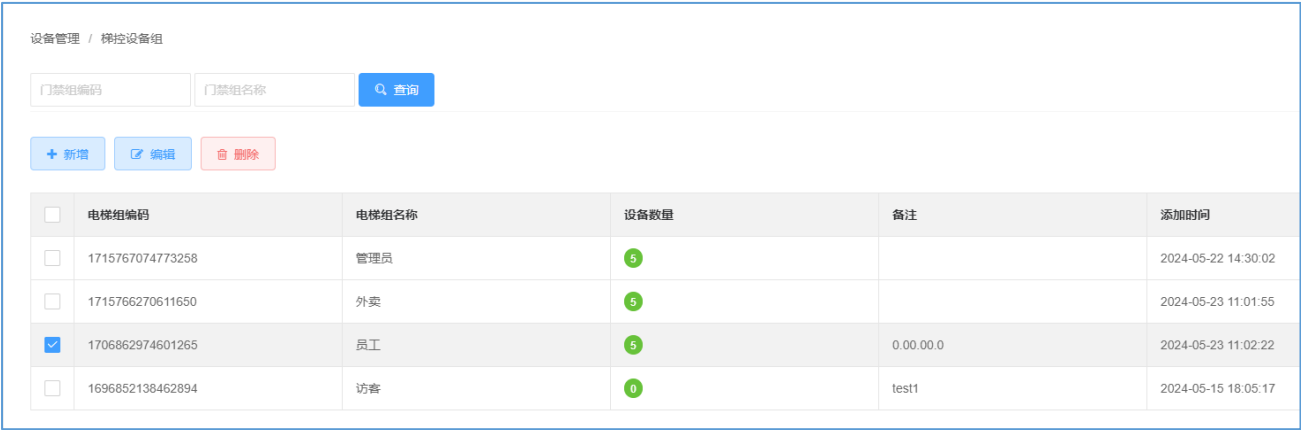 设备管理 / 梯控设备组
门禁组编码 门禁组名称 查询
新增 编辑 删除
电梯组编码 电梯组名称 设备数量 备注 添加时间
1715767074773258 管理员 5 2024-05-22 14:30:02
1715766270611650 外卖 5 2024-05-23 11:01:55
1706862974601265 员工 5 0.00.00.0 2024-05-23 11:02:22
1696852138462894 访客 0 test1 2024-05-15 18:05:17